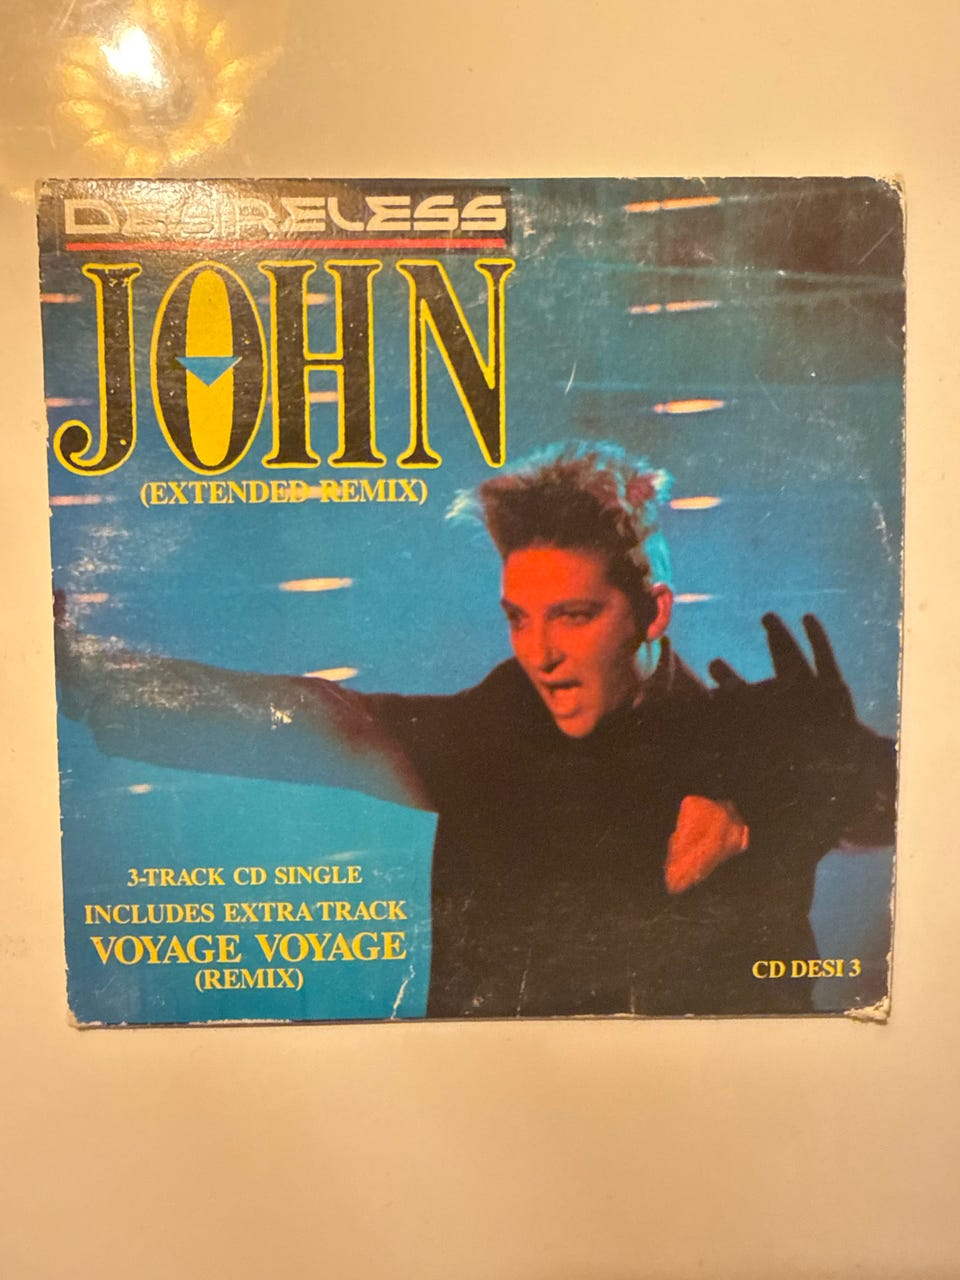 DESIRELESS
JOHN
(EXTENDED REMIX)
3-TRACK CD SINGLE
INCLUDES EXTRA TRACK
VOYAGE VOYAGE
(REMIX)
CD DESI 3